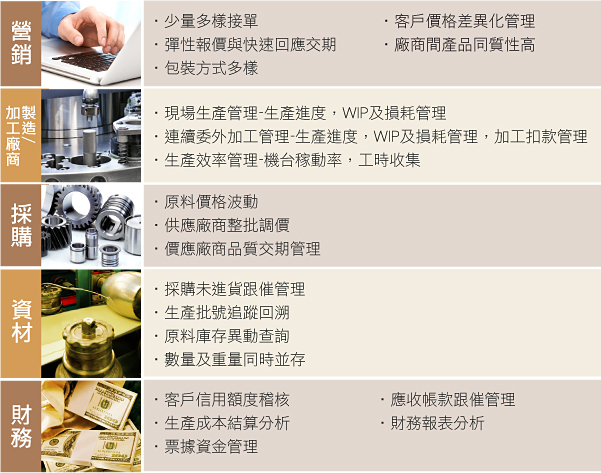 營銷
・少量多樣接單
・客戶價格差異化管理
・彈性報價與快速回應交期
・廠商間產品同質性高
・包裝方式多樣
製造/
加工廠商
・現場生產管理-生產進度，WIP及損耗管理
・連續委外加工管理-生產進度，WIP及損耗管理，加工扣款管理
・生產效率管理-機台稼動率，工時收集
採購
・原料價格波動
・供應廠商整批調價
・價應廠商品質交期管理
資材
・採購未進貨跟催管理
・生產批號追蹤回溯
・原料庫存異動查詢
・數量及重量同時並存
財務
・客戶信用額度稽核
・應收帳款跟催管理
・生產成本結算分析
・財務報表分析
・票據資金管理